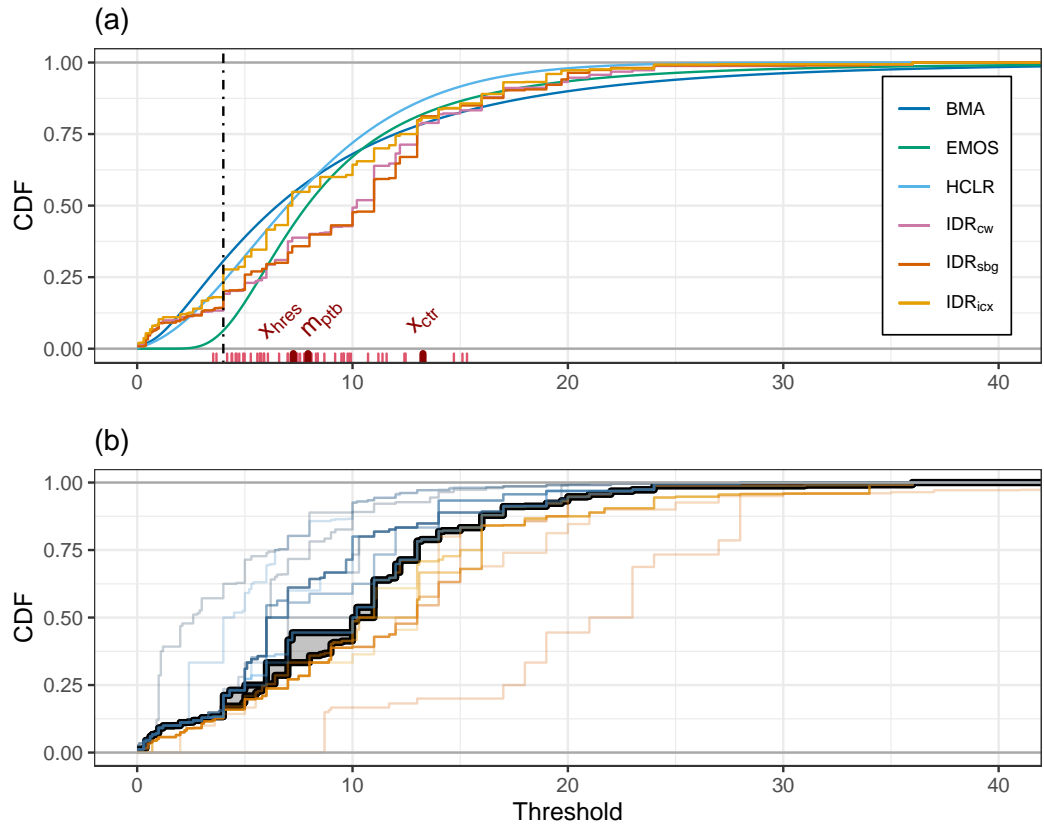 (a)
1.00
0.75
0.50
0.25
0.00
CDF
BMA
EMOS
HCLR
IDRcw
IDRsbg
IDRicx
xhres
mptb
xctr
0 10 20 30 40
(b)
1.00
0.75
0.50
0.25
0.00
CDF
0 10 20 30 40
Threshold